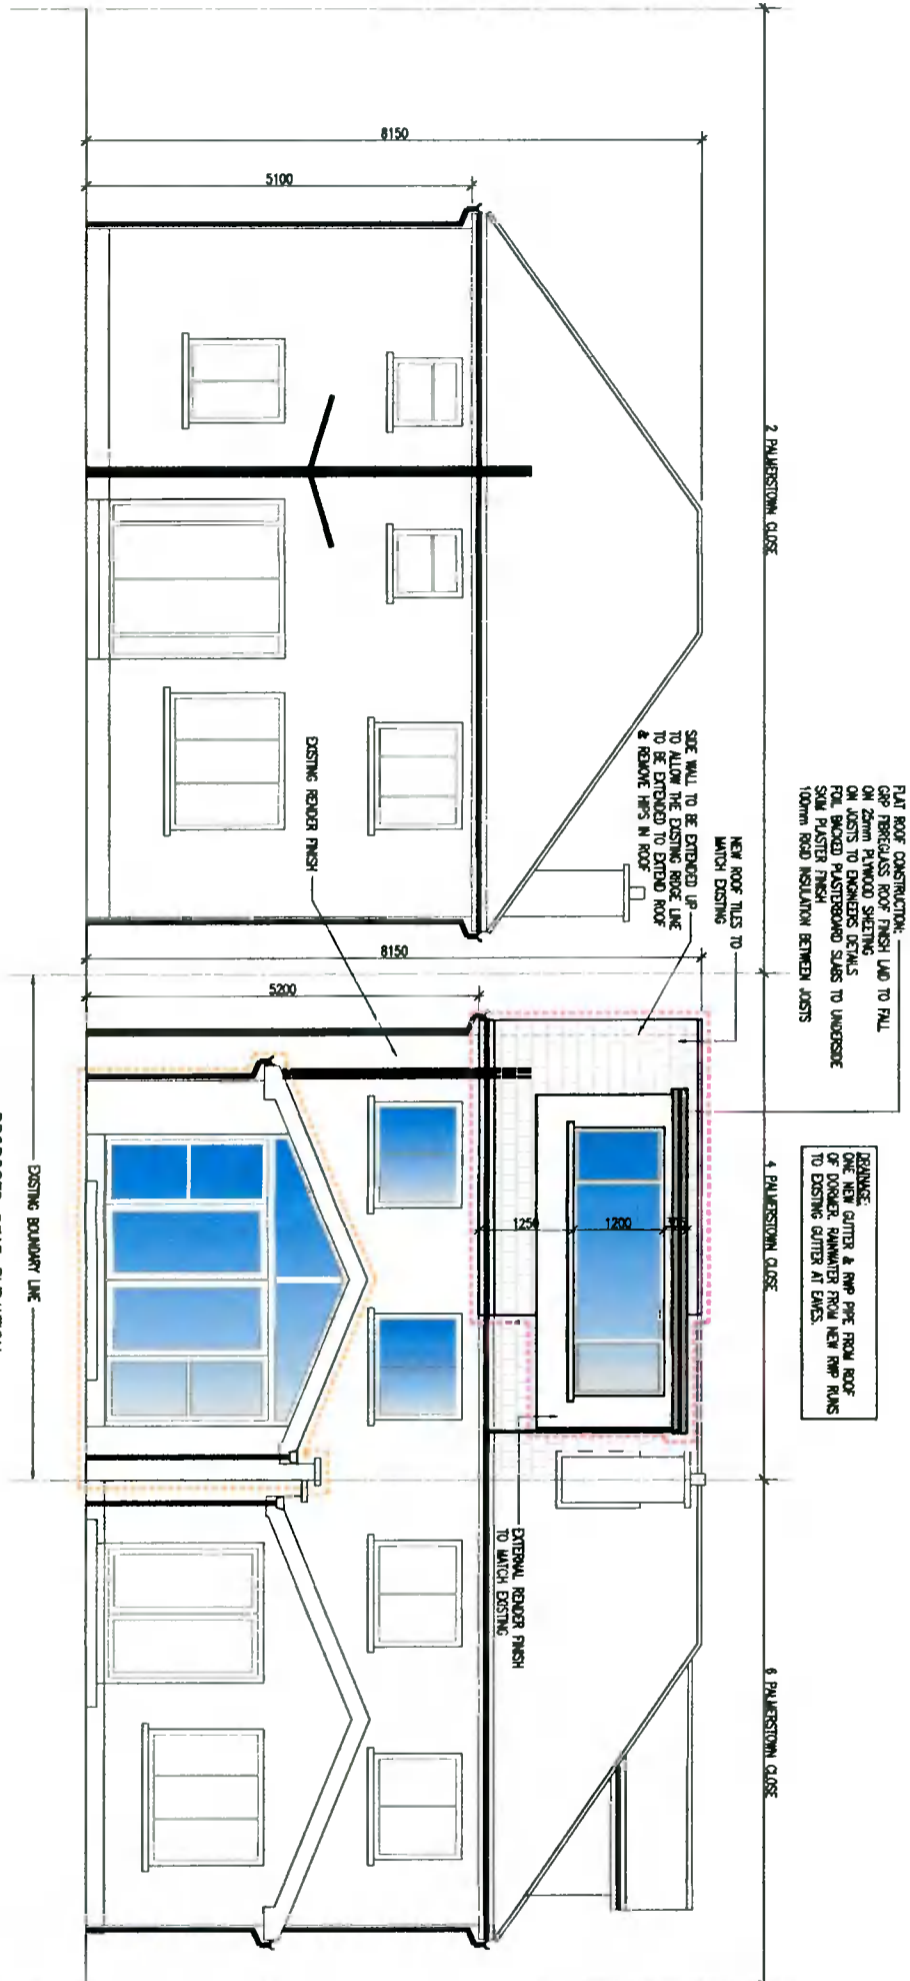 2 PALMERSTOWN CLOSE
4 PALMERSTOWN CLOSE
6 PALMERSTOWN CLOSE
FLAT ROOF CONSTRUCTION:
GRP FIBREGLASS ROOF FINISH LAID TO FALL
ON 25mm PLYWOOD SHEETING
ON JOISTS TO ENGINEERS DETAILS
FOIL BACKED PLASTERBOARD SLABS TO UNDERSIDE
SKIM PLASTER FINISH
100mm RIGID INSULATION BETWEEN JOISTS
DRAINAGE:
ONE NEW GUTTER & RWP PIPE FROM ROOF
OF DORMER. RAINWATER FROM NEW RWP RUNS
TO EXISTING GUTTER AT EAVES.
NEW ROOF TILES TO
MATCH EXISTING
SIDE WALL TO BE EXTENDED UP
TO ALLOW THE EXISTING RIDGE LINE
TO BE EXTENDED TO EXTEND ROOF
& REMOVE HIPS IN ROOF
8150
5100
8150
5200
1250
1200
EXTERNAL RENDER FINISH
TO MATCH EXISTING
EXISTING RENDER FINISH
EXISTING BOUNDARY LINE